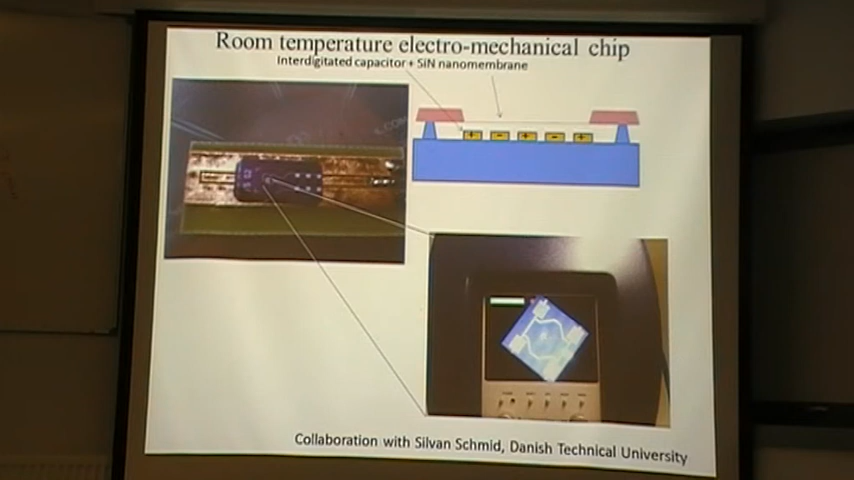 Room temperature electro-mechanical chip
Interdigitated capacitor + SiN nanomembrane
+ - + - +
Collaboration with Silvan Schmid, Danish Technical University